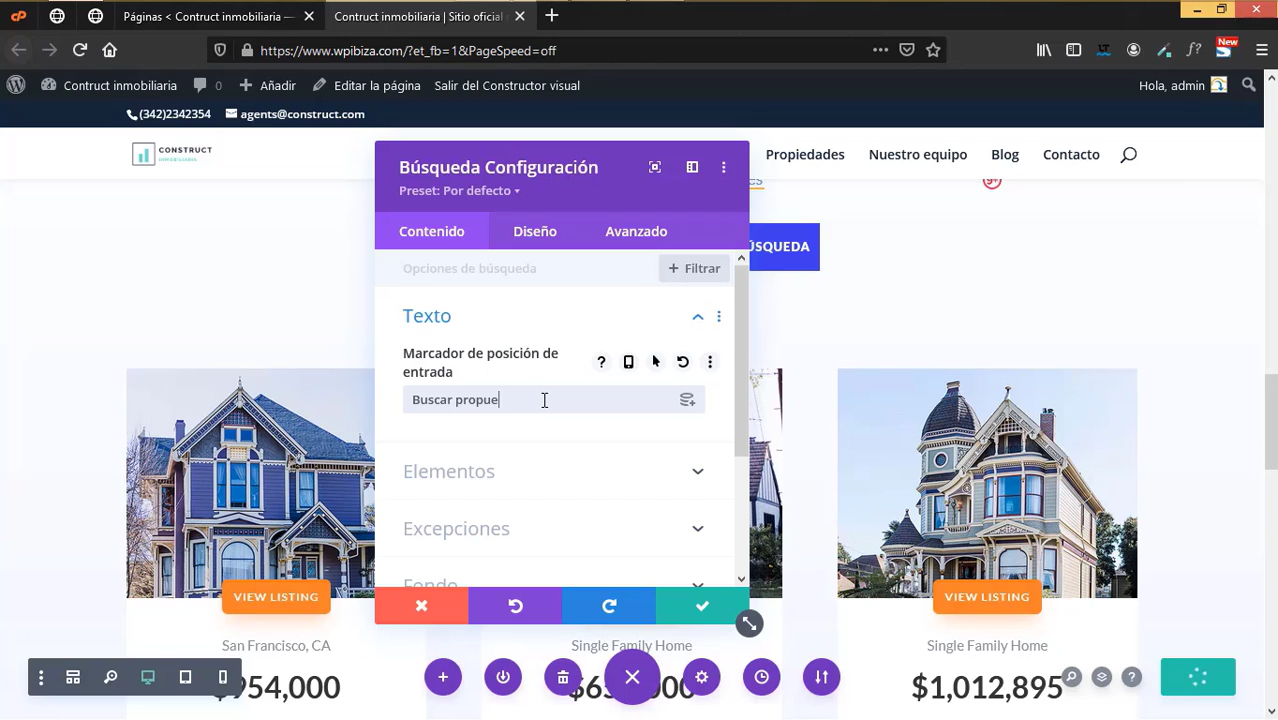 Páginas < Contruct inmobiliaria —
Contruct inmobiliaria | Sitio oficial
https://www.wpibiza.com/?et_fb=1&PageSpeed=off
New
Contruct inmobiliaria
0
Añadir
Editar la página
Salir del Constructor visual
Hola, admin
(342)2342354
agents@construct.com
CONSTRUCT
INMOBILIARIA
Propiedades
Nuestro equipo
Blog
Contacto
Búsqueda Configuración
Preset: Por defecto
9+
Contenido
Diseño
Avanzado
ÚSQUEDA
Opciones de búsqueda
+ Filtrar
Texto
Marcador de posición de
entrada
?
Buscar propue
Elementos
Excepciones
Fondo
VIEW LISTING
VIEW LISTING
San Francisco, CA
Single Family Home
Single Family Home
$954,000
$1,012,895
?